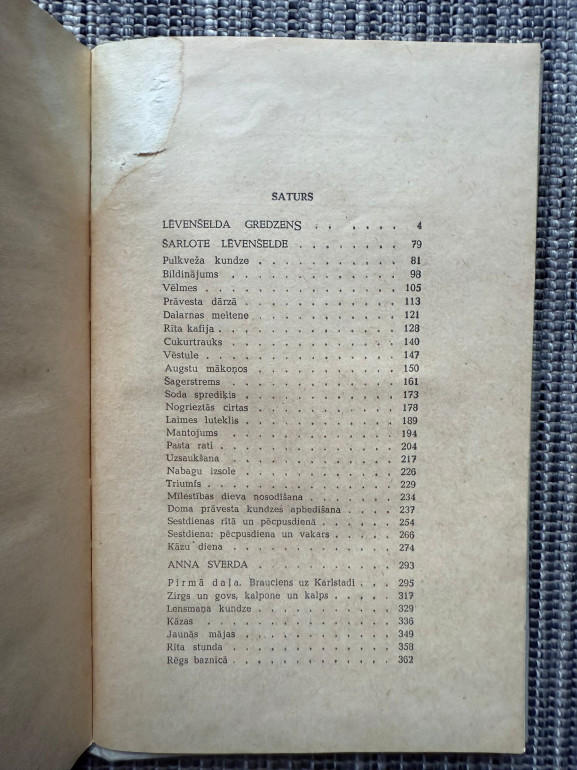 SATURS
LĒVENŠELDA GREDZENS . . . . . . 4
ŠARLOTE LĒVENŠELDE . . . . . . . . 79
Pulkveža kundze . . . . . . . . . . 81
Bildinājums . . . . . . . . . . . . 98
Vēlmes . . . . . . . . . . . . . 105
Prāvesta dārzā . . . . . . . . . . 113
Dalarnas meitene . . . . . . . . . 121
Rīta kafija . . . . . . . . . . . . 128
Cukurtrauks . . . . . . . . . . . 140
Vēstule . . . . . . . . . . . . . 147
Augstu mākoņos . . . . . . . . . . 150
Šagerstrems . . . . . . . . . . . 161
Soda sprediķis . . . . . . . . . . 173
Nogrieztās cirtas . . . . . . . . . . 178
Laimes luteklis . . . . . . . . . . 189
Mantojums . . . . . . . . . . . 194
Pasta rati . . . . . . . . . . . . 204
Uzsaukšana . . . . . . . . . . . 217
Nabagu izsole . . . . . . . . . . 226
Triumfs . . . . . . . . . . . . . 229
Mīlestības dieva nosodīšana . . . . . . 234
Doma prāvesta kundzes apbedīšana . . . . 237
Sestdienas rītā un pēcpusdienā . . . . . 254
Sestdiena: pēcpusdiena un vakars . . . . 266
Kāzu diena . . . . . . . . . . . 274
ANNA SVERDA . . . . . . . . . . 293
Pirmā daļa. Brauciens uz Karlstadi . . . 295
Zirgs un govs, kalpone un kalps . . . . . 317
Lensmaņa kundze . . . . . . . . . 329
Kāzas . . . . . . . . . . . . . 336
Jaunās mājas . . . . . . . . . . . 349
Rīta stunda . . . . . . . . . . . 358
Rēgs baznīcā . . . . . . . . . . . 362